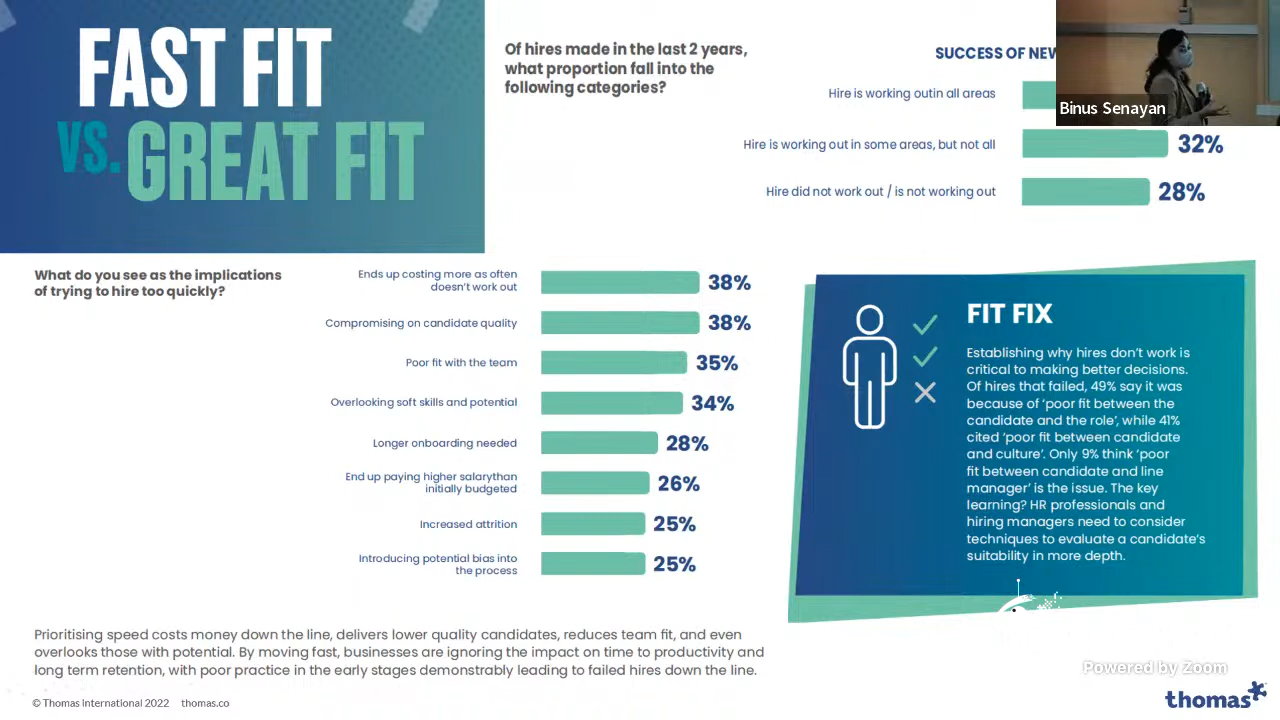 FAST FIT
VS. GREAT FIT
Of hires made in the last 2 years,
what proportion fall into the
following categories?
SUCCESS OF
Hire is working outin all areas
Hire is working out in some areas, but not all
32%
Hire did not work out / is not working out
28%
Binus Senayan
What do you see as the implications
of trying to hire too quickly?
Ends up costing more as often
doesn't work out
38%
Compromising on candidate quality
38%
Poor fit with the team
35%
Overlooking soft skills and potential
34%
Longer onboarding needed
28%
End up paying higher salarythan
initially budgeted
26%
Increased attrition
25%
Introducing potential bias into
the process
25%
FIT FIX
Establishing why hires don't work is
critical to making better decisions.
Of hires that failed, 49% say it was
because of 'poor fit between the
candidate and the role', while 41%
cited 'poor fit between candidate
and culture'. Only 9% think 'poor
fit between candidate and line
manager' is the issue. The key
learning? HR professionals and
hiring managers need to consider
techniques to evaluate a candidate's
suitability in more depth.
Prioritising speed costs money down the line, delivers lower quality candidates, reduces team fit, and even
overlooks those with potential. By moving fast, businesses are ignoring the impact on time to productivity and
long term retention, with poor practice in the early stages demonstrably leading to failed hires down the line.
Powered by Zoom
© Thomas International 2022 thomas.co
thomas